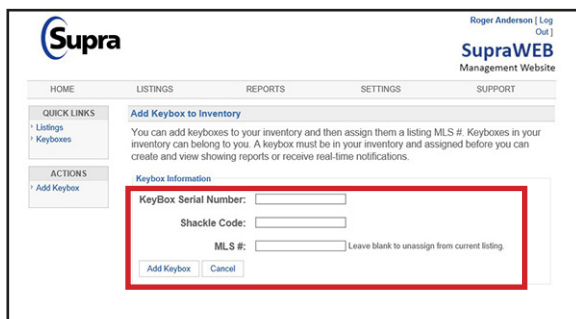 Supra
Roger Anderson [ Log
Out ]
SupraWEB
Management Website
HOME LISTINGS REPORTS SETTINGS SUPPORT
QUICK LINKS
Listings
Keyboxes
ACTIONS
Add Keybox
Add Keybox to Inventory
You can add keyboxes to your inventory and then assign them a listing MLS #. Keyboxes in your
inventory can belong to you. A keybox must be in your inventory and assigned before you can
create and view showing reports or receive real-time notifications.
Keybox Information
KeyBox Serial Number:
Shackle Code:
MLS #: Leave blank to unassign from current listing.
Add Keybox Cancel